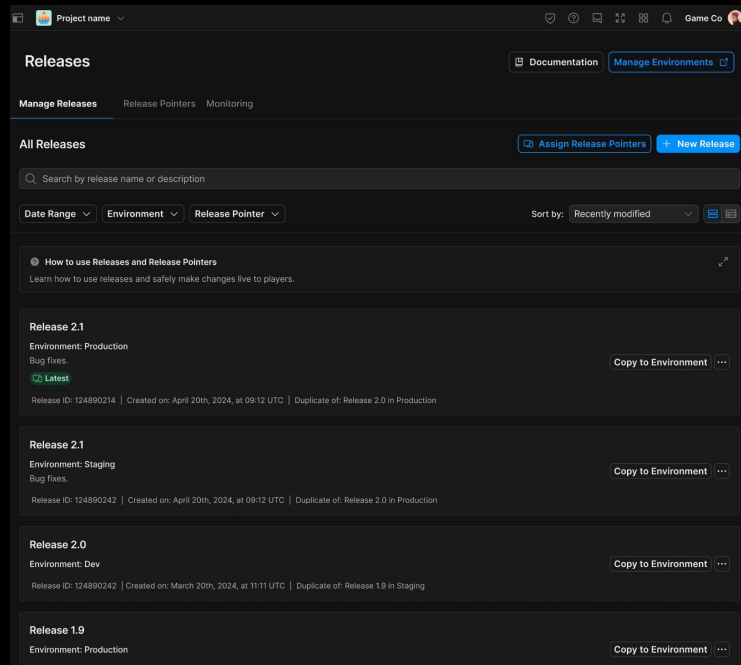 Project name
Game Co
Releases
Documentation
Manage Environments
Manage Releases
Release Pointers
Monitoring
All Releases
Assign Release Pointers
+ New Release
Search by release name or description
Date Range
Environment
Release Pointer
Sort by:
Recently modified
How to use Releases and Release Pointers
Learn how to use releases and safely make changes live to players.
Release 2.1
Environment: Production
Bug fixes.
Latest
Copy to Environment
Release ID: 124890214 | Created on: April 20th, 2024, at 09:12 UTC | Duplicate of: Release 2.0 in Production
Release 2.1
Environment: Staging
Bug fixes.
Copy to Environment
Release ID: 124890242 | Created on: April 20th, 2024, at 09:12 UTC | Duplicate of: Release 2.0 in Production
Release 2.0
Environment: Dev
Copy to Environment
Release ID: 124890242 | Created on: March 20th, 2024, at 11:11 UTC | Duplicate of: Release 1.9 in Staging
Release 1.9
Environment: Production
Copy to Environment